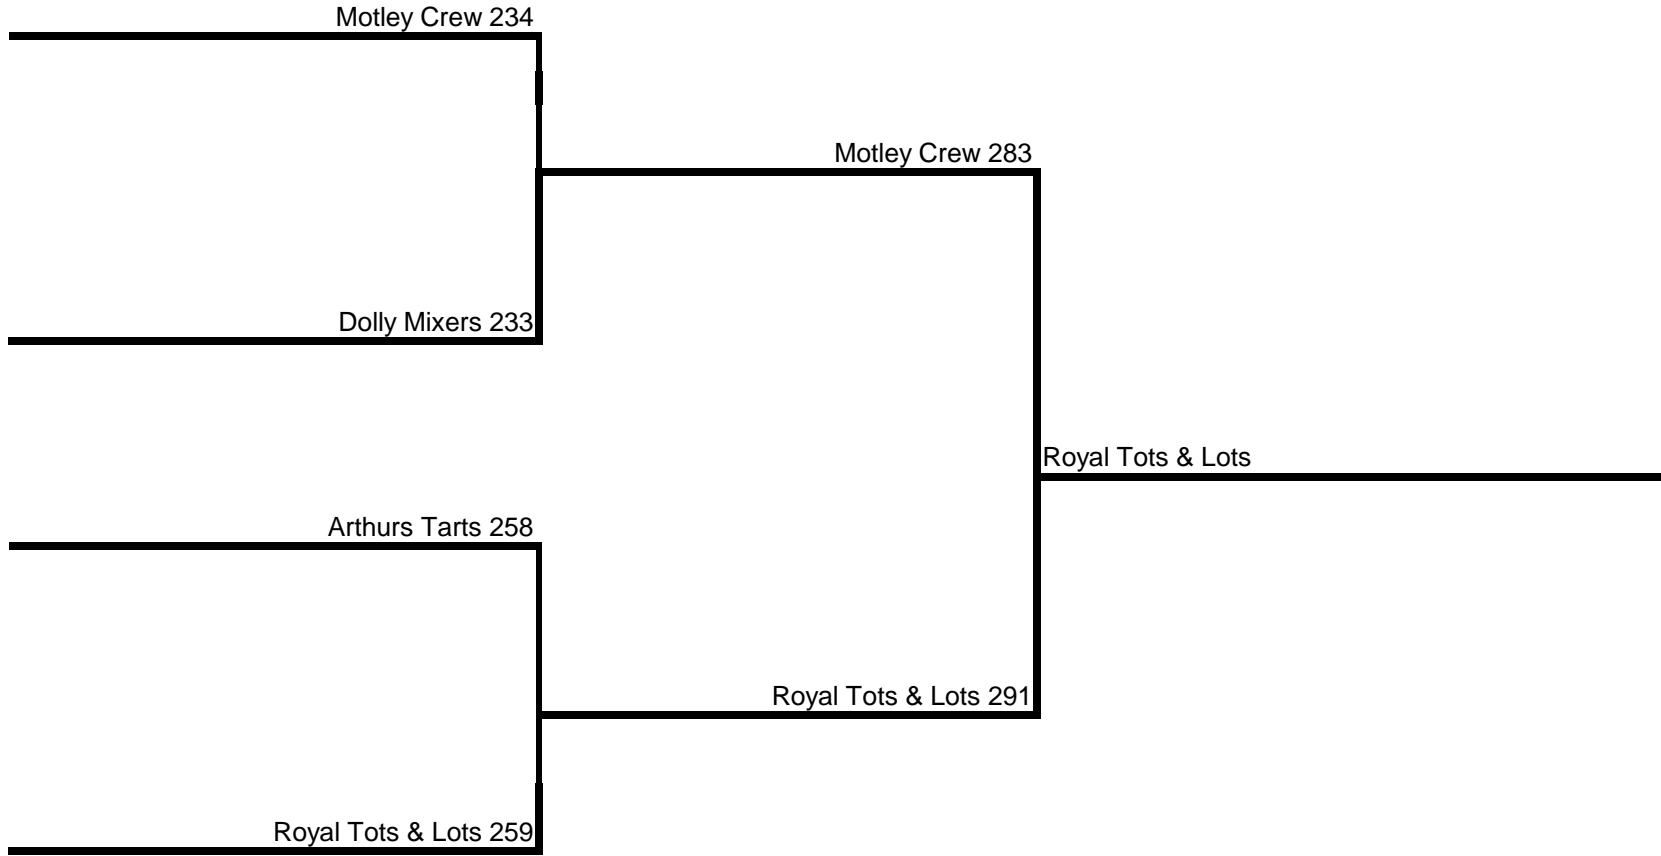 Motley Crew 234
Motley Crew 283
Dolly Mixers 233
Royal Tots & Lots
Arthurs Tarts 258
Royal Tots & Lots 291
Royal Tots & Lots 259